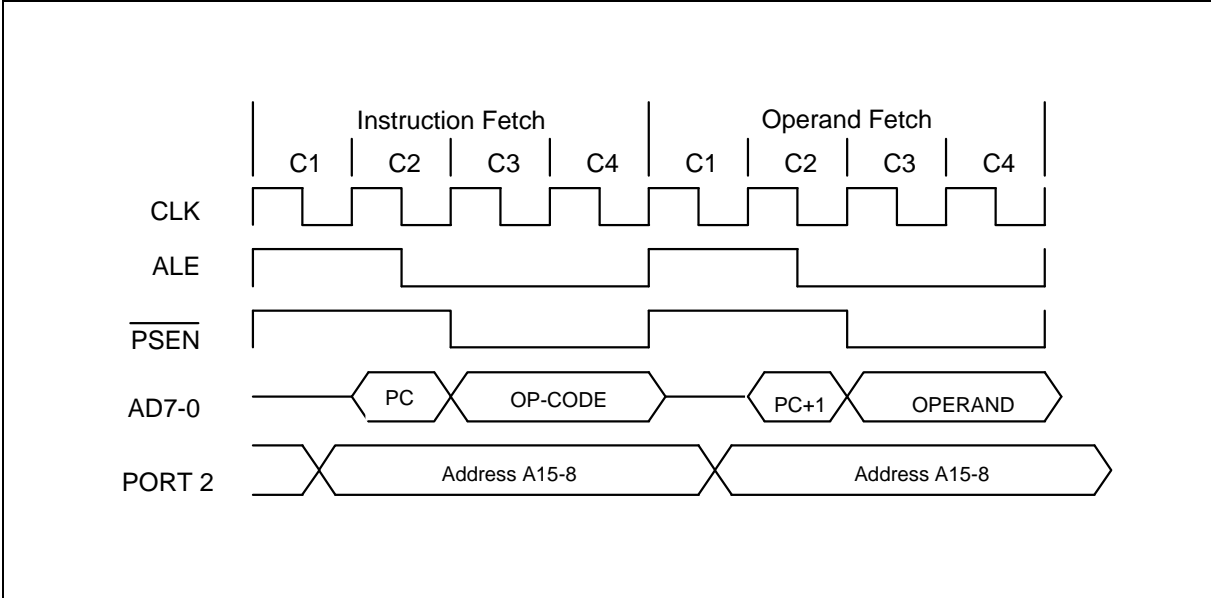 Instruction Fetch Operand Fetch
C1 C2 C3 C4 C1 C2 C3 C4
CLK
ALE
PSEN
AD7-0 PC OP-CODE PC+1 OPERAND
PORT 2 Address A15-8 Address A15-8